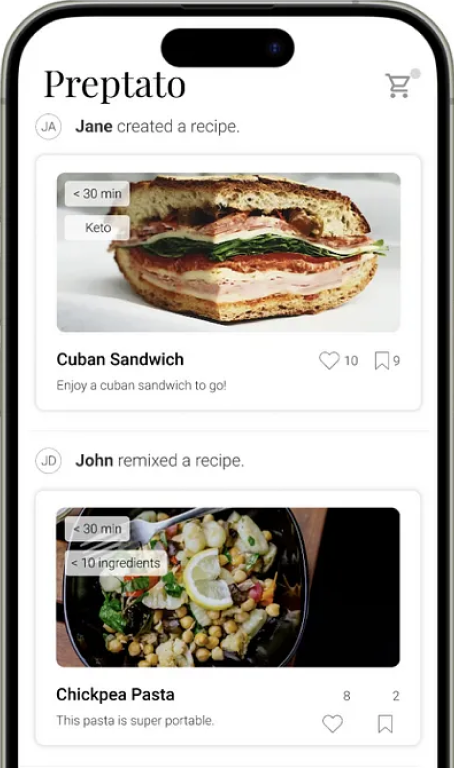 Preptato
JA Jane created a recipe.
< 30 min
Keto
Cuban Sandwich 10 9
Enjoy a cuban sandwich to go!
JD John remixed a recipe.
< 30 min
< 10 ingredients
Chickpea Pasta 8 2
This pasta is super portable.